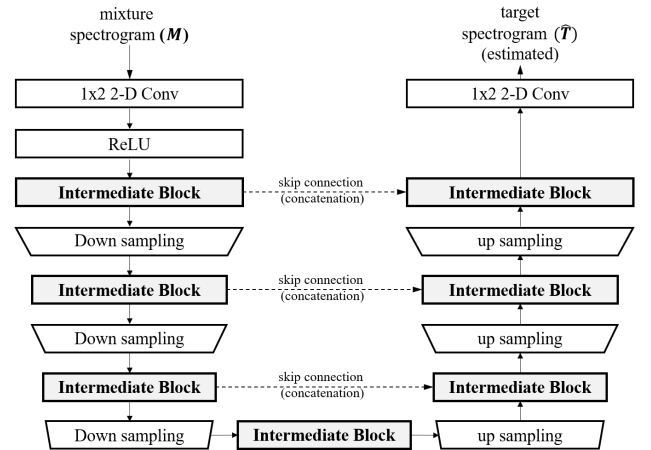 mixture
spectrogram (M)
1x2 2-D Conv
ReLU
Intermediate Block
Down sampling
Intermediate Block
Down sampling
Intermediate Block
Down sampling
Intermediate Block
skip connection
(concatenation)
skip connection
(concatenation)
skip connection
(concatenation)
target
spectrogram (T̂)
(estimated)
1x2 2-D Conv
Intermediate Block
up sampling
Intermediate Block
up sampling
Intermediate Block
up sampling